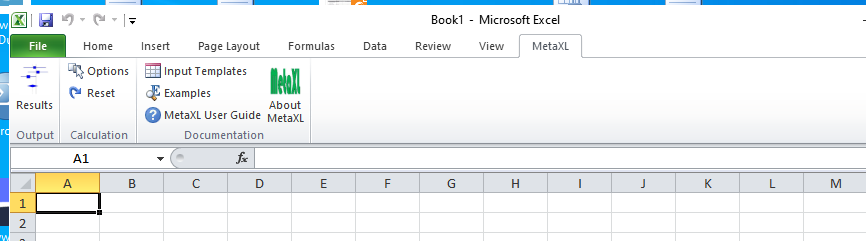 Book1 - Microsoft Excel
File Home Insert Page Layout Formulas Data Review View MetaXL
Results
Output
Options
Reset
Calculation
Input Templates
Examples
MetaXL User Guide
MetaXL
About
MetaXL
Documentation
A1 fx
A B C D E F G H I J K L M
1
2